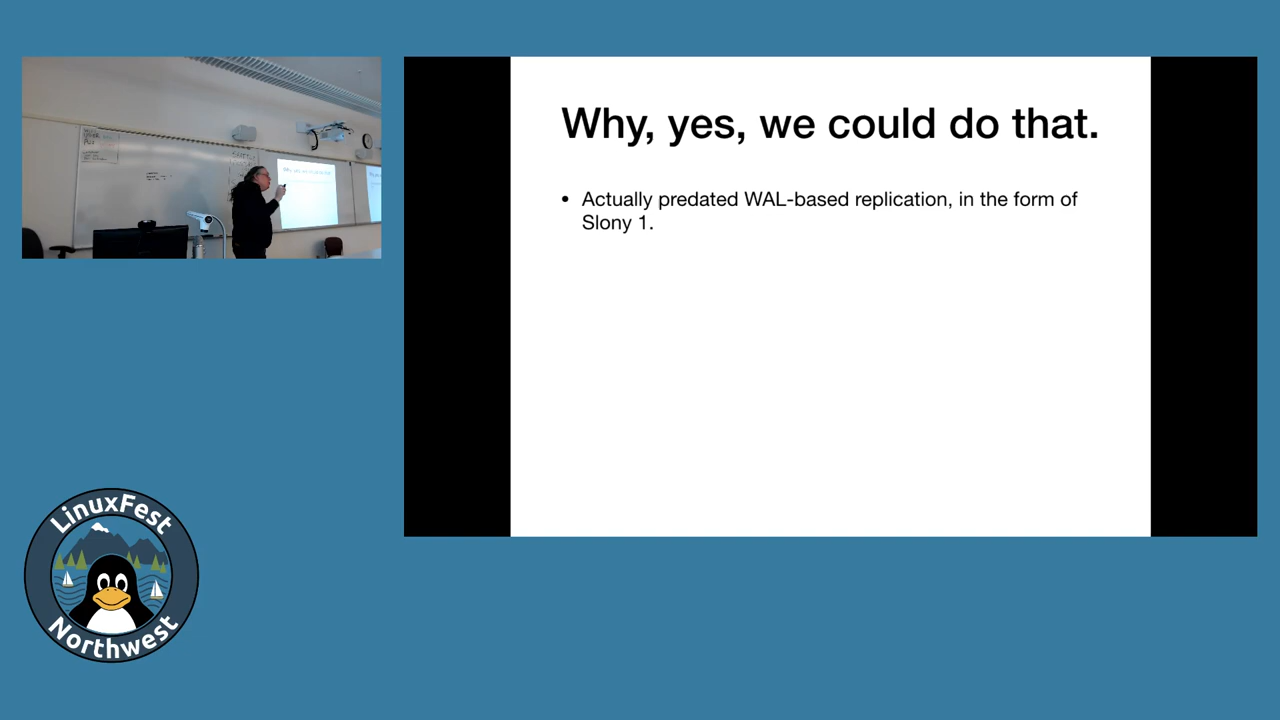 Why, yes, we could do that.
• Actually predated WAL-based replication, in the form of
Slony 1.
LinuxFest
Northwest